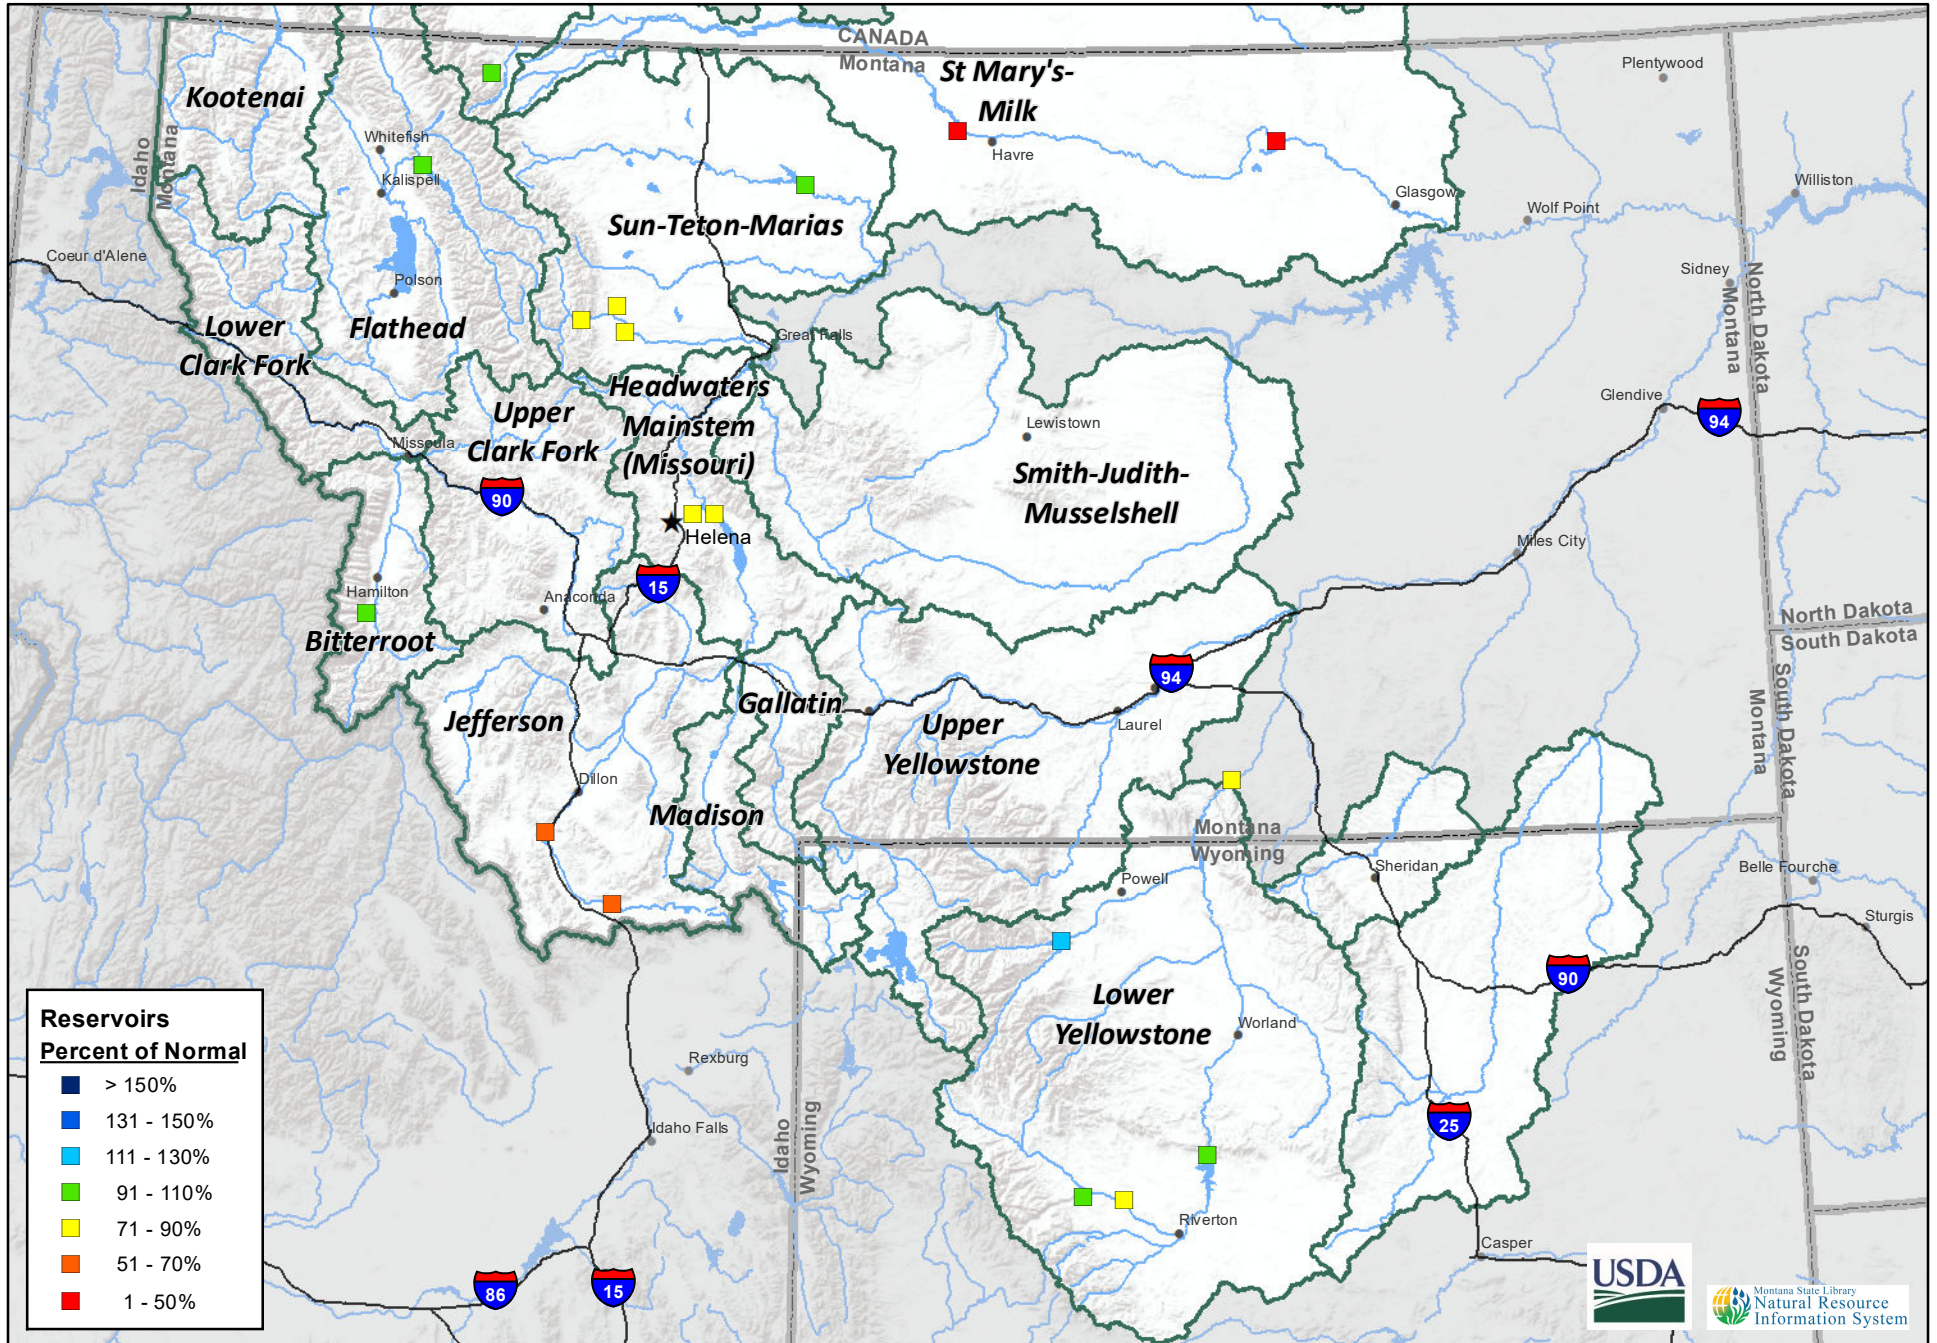 CANADA
Montana
St Mary's-
Milk
Plentywood
Kootenai
Idaho
Montana
Whitefish
Kalispell
Havre
Glasgow
Williston
Wolf Point
Sun-Teton-Marias
Coeur d'Alene
Polson
Sidney
North Dakota
Montana
Lower
Clark Fork
Flathead
Great Falls
Headwaters
Mainstem
(Missouri)
Upper
Clark Fork
Missoula
Lewistown
Smith-Judith-
Musselshell
Glendive
94
90
Helena
Miles City
15
Hamilton
Anaconda
Bitterroot
North Dakota
South Dakota
94
Gallatin
Jefferson
Upper
Yellowstone
Laurel
South Dakota
Montana
Dillon
Madison
Montana
Wyoming
Powell
Sheridan
Belle Fourche
Sturgis
90
South Dakota
Wyoming
Lower
Yellowstone
Worland
Rexburg
Idaho Falls
Idaho
Wyoming
25
Riverton
Casper
86
15
Reservoirs
Percent of Normal
> 150%
131 - 150%
111 - 130%
91 - 110%
71 - 90%
51 - 70%
1 - 50%
USDA
Montana State Library
Natural Resource
Information System